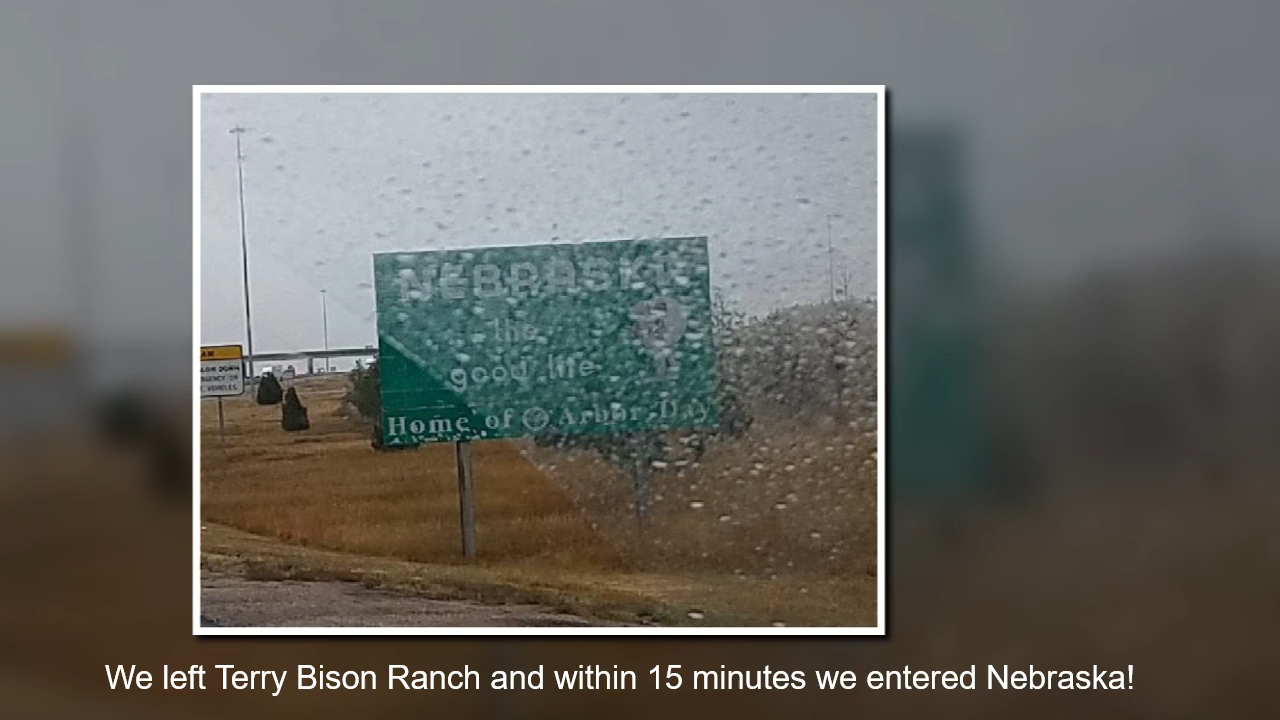 NEBRASKA
the
good life
Home of Arbor Day
We left Terry Bison Ranch and within 15 minutes we entered Nebraska!